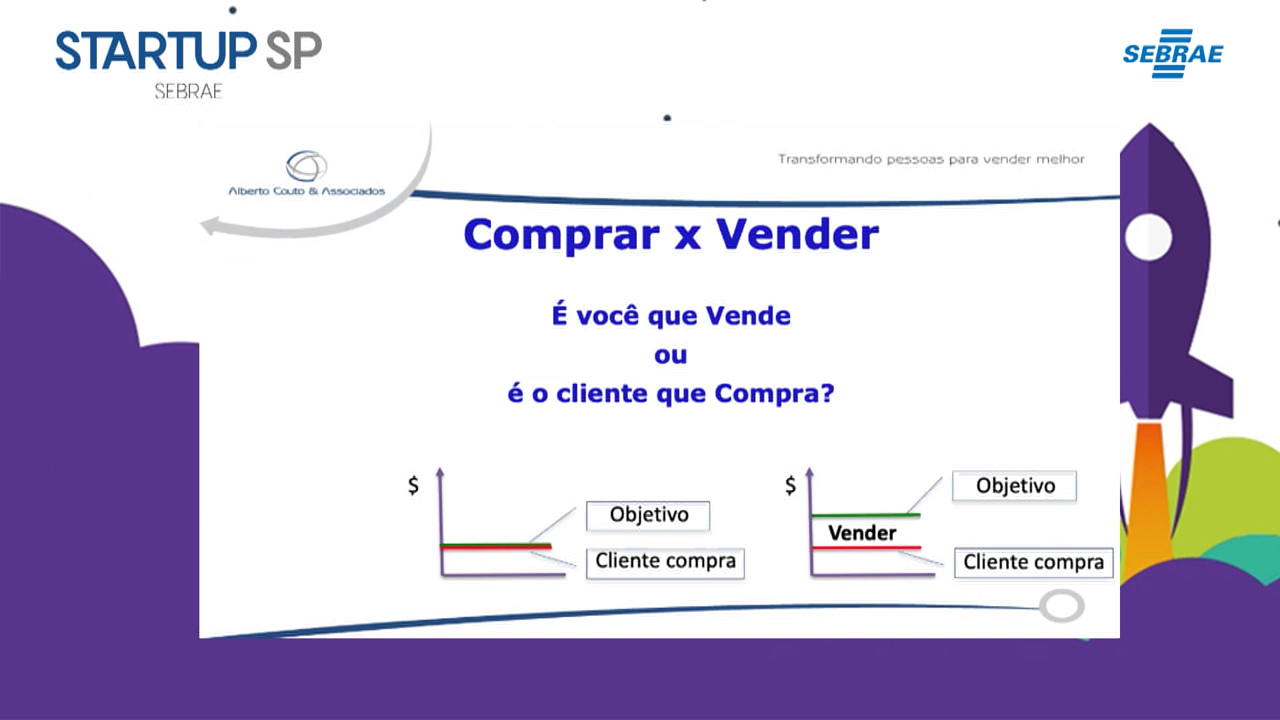 STARTUP SP
SEBRAE
SEBRAE
Alberto Couto & Associados
Transformando pessoas para vender melhor
Comprar x Vender
É você que Vende
ou
é o cliente que Compra?
$
Objetivo
Cliente compra
$
Objetivo
Vender
Cliente compra